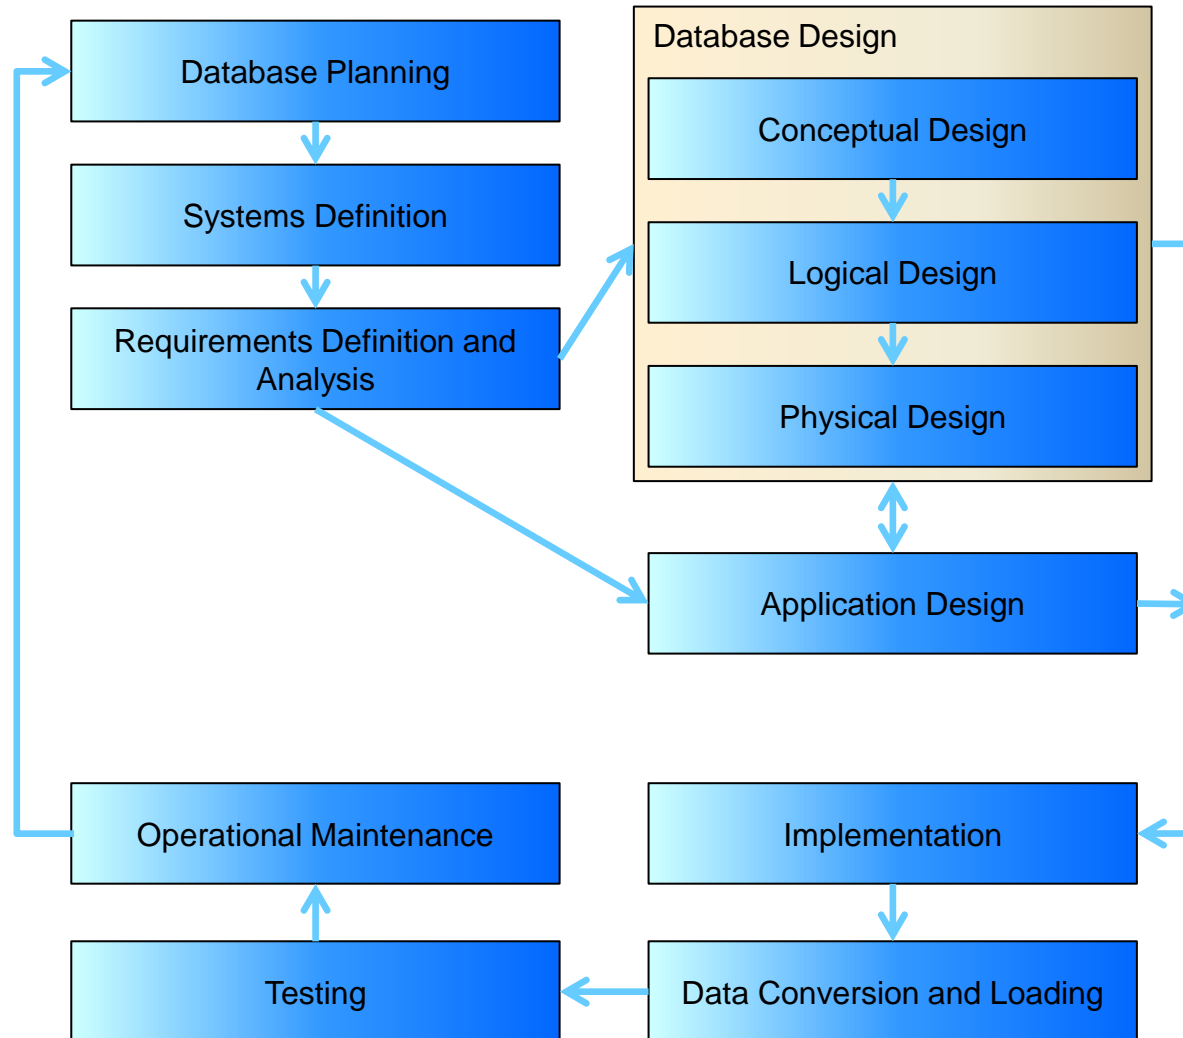 Database Planning
Systems Definition
Requirements Definition and
Analysis
Database Design
Conceptual Design
Logical Design
Physical Design
Application Design
Operational Maintenance
Implementation
Testing
Data Conversion and Loading